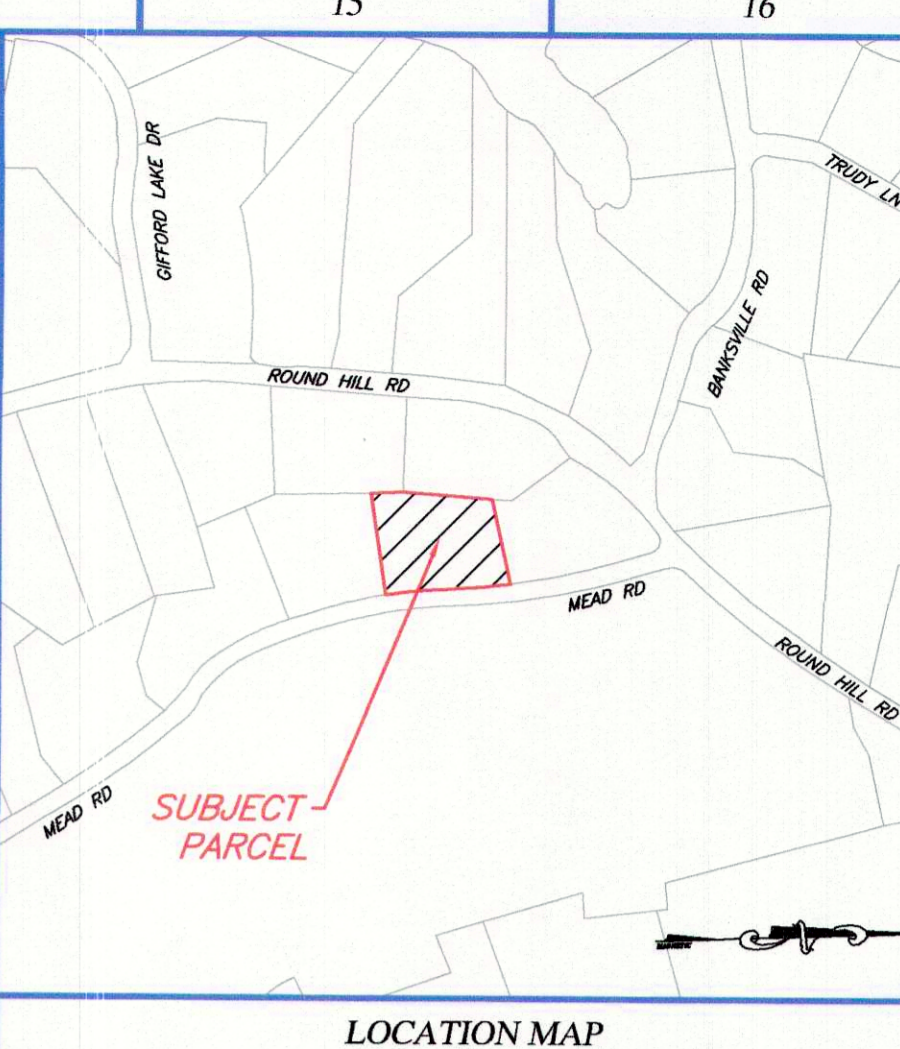 15
16
GIFFORD LAKE DR
TRUDY LN
BANKSVILLE RD
ROUND HILL RD
MEAD RD
ROUND HILL RD
SUBJECT
PARCEL
MEAD RD
N
LOCATION MAP